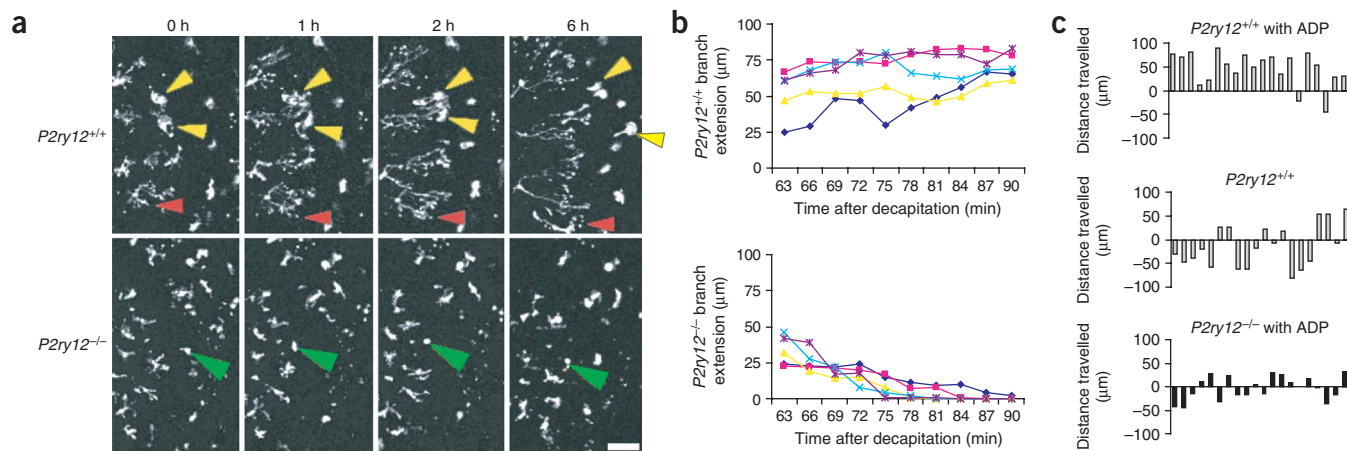 a
0 h 1 h 2 h 6 h
P2ry12+/+
P2ry12–/–
b
P2ry12+/+ branch
extension (μm)
100
75
50
25
0
63 66 69 72 75 78 81 84 87 90
Time after decapitation (min)
P2ry12–/– branch
extension (μm)
100
75
50
25
0
63 66 69 72 75 78 81 84 87 90
Time after decapitation (min)
c
P2ry12+/+ with ADP
Distance travelled
(μm)
100
50
0
–50
–100
P2ry12+/+
Distance travelled
(μm)
100
50
0
–50
–100
P2ry12–/– with ADP
Distance travelled
(μm)
100
50
0
–50
–100